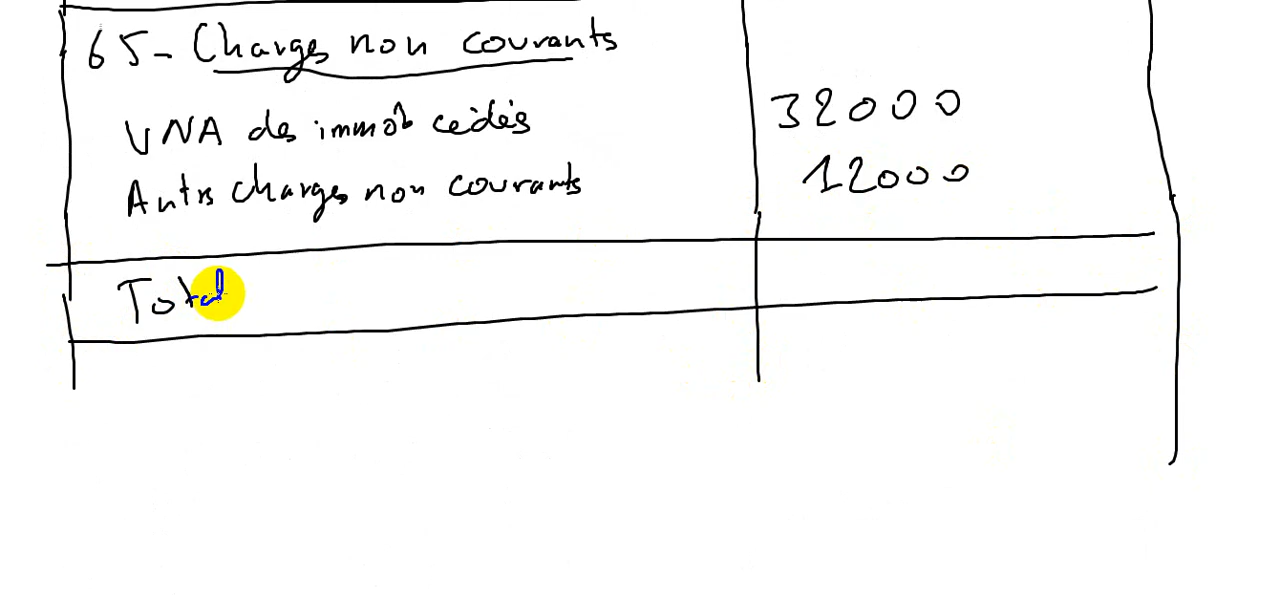 65- Charges non courants
VNA des immob cédés
32000
Autrs charges non courants
12000
Total